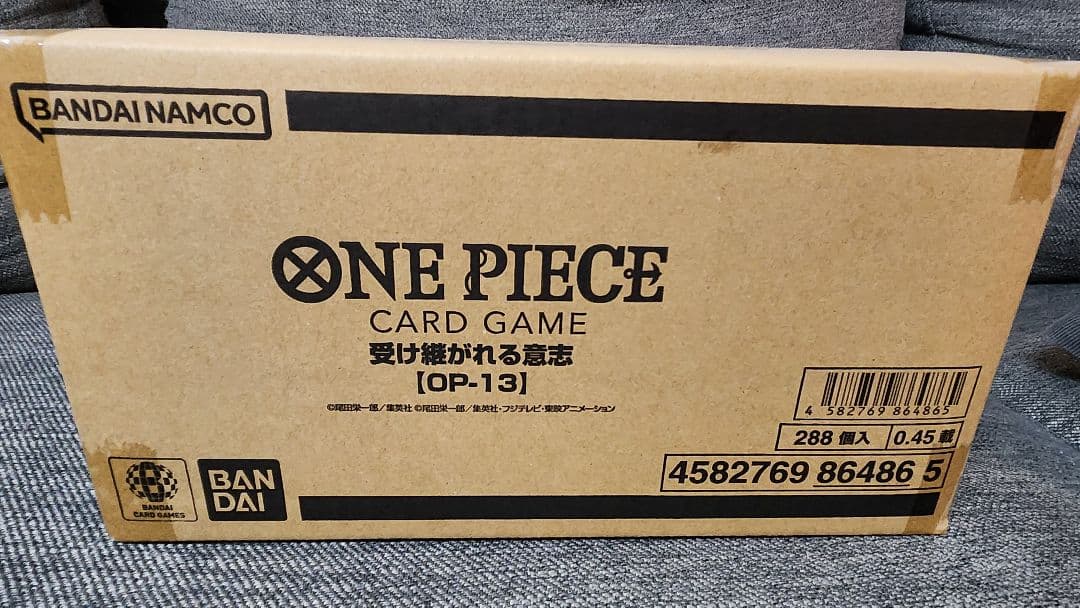 BANDAI NAMCO
ONE PIECE
CARD GAME
受け継がれる意志
【OP-13】
©尾田栄一郎/集英社 ©尾田栄一郎/集英社・フジテレビ・東映アニメーション
4 582769 864865
288 個入 0.45 載
4582769 86486 5
BANDAI
CARD GAMES
BAN
DAI